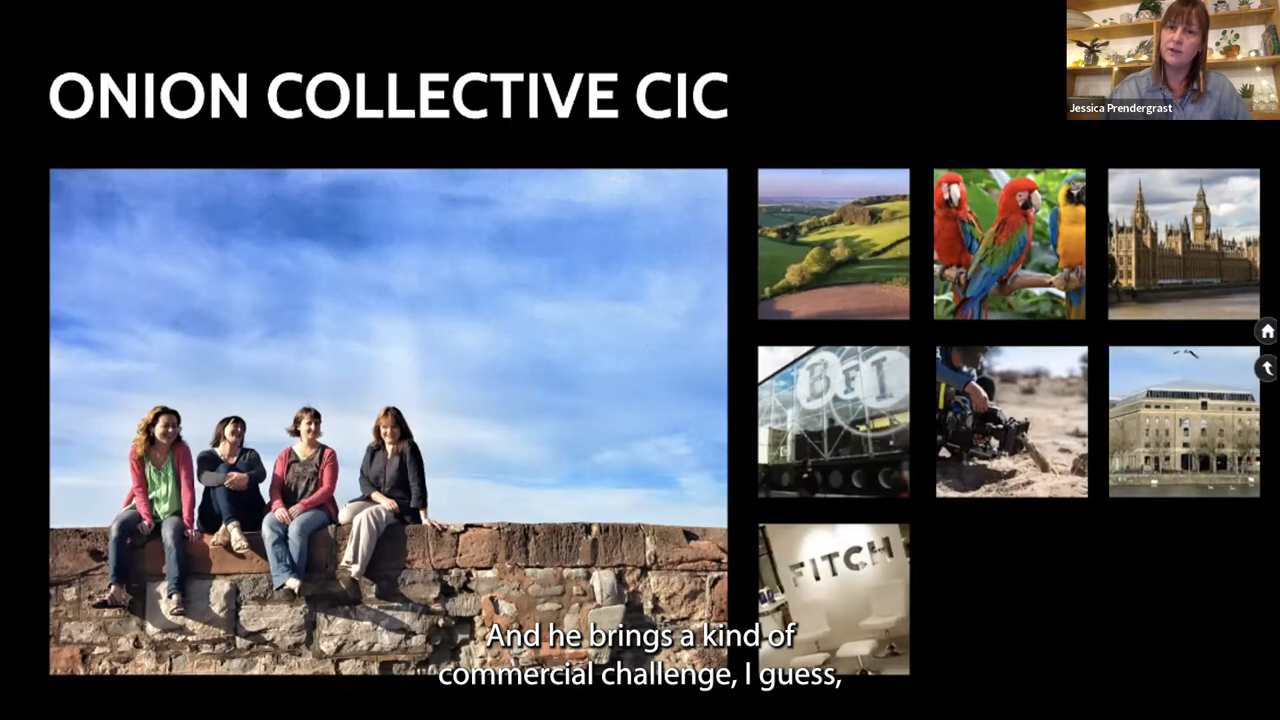 ONION COLLECTIVE CIC
Jessica Prendergrast
BFI
FITCH
And he brings a kind of
commercial challenge, I guess,